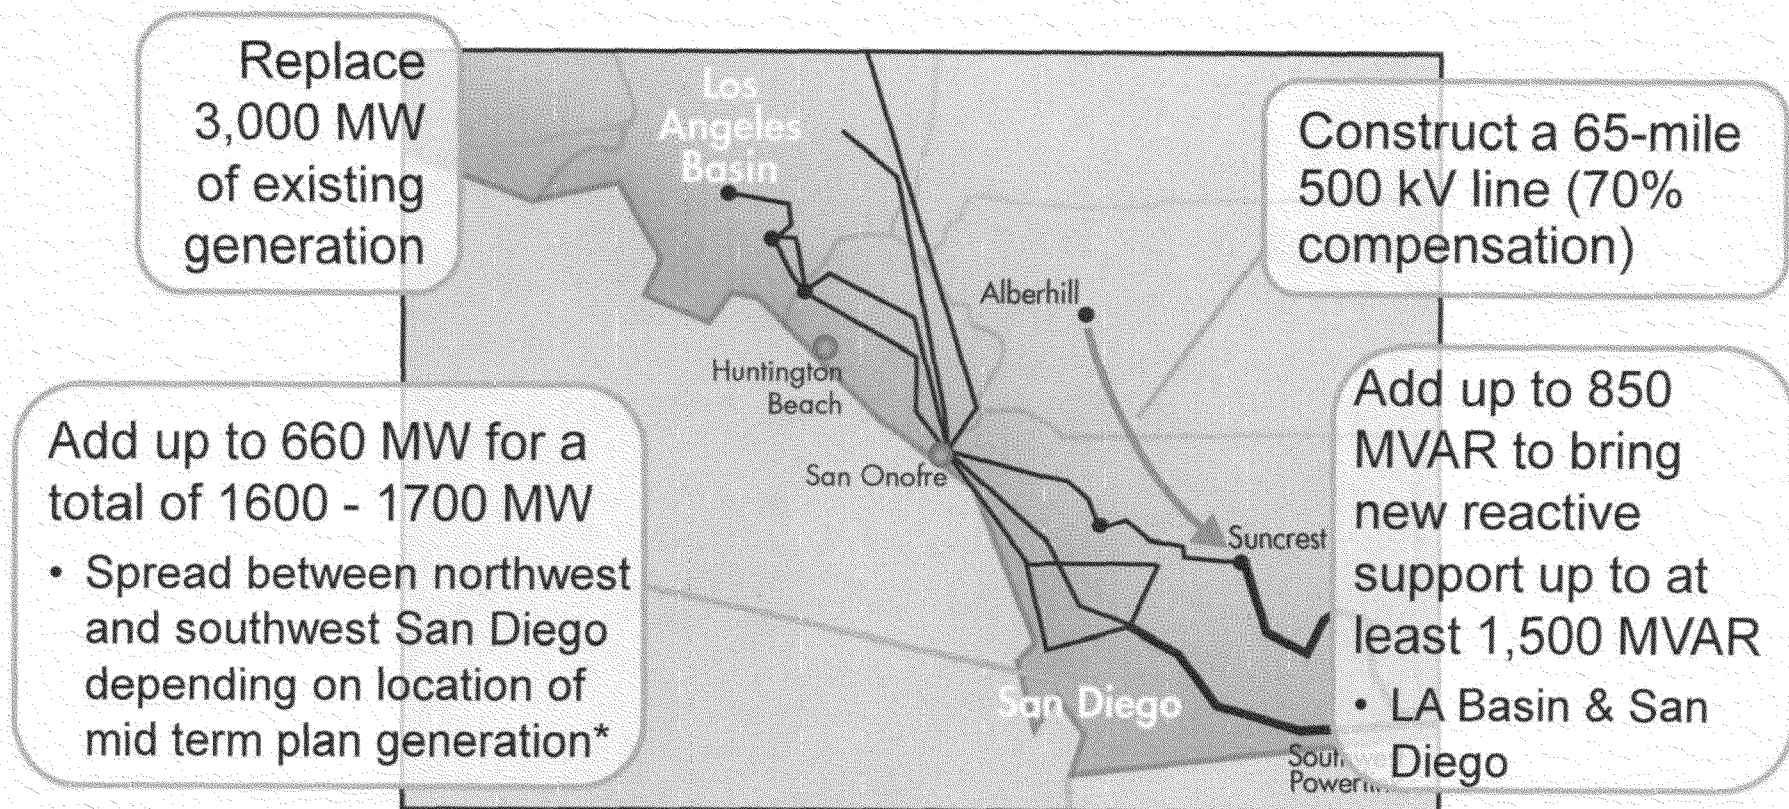 Replace
3,000 MW
of existing
generation
Los
Angeles
Basin
Construct a 65-mile
500 kV line (70%
compensation)
Alberhill
Huntington
Beach
San Onofre
Suncrest
San Diego
Add up to 660 MW for a
total of 1600 - 1700 MW
• Spread between northwest
and southwest San Diego
depending on location of
mid term plan generation*
Add up to 850
MVAR to bring
new reactive
support up to at
least 1,500 MVAR
• LA Basin & San
Diego